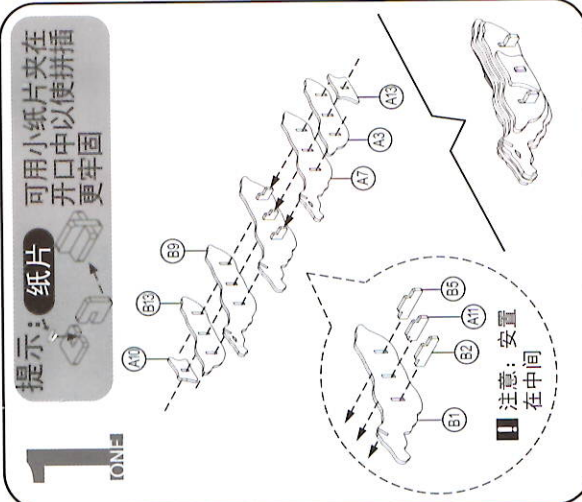 1
ONE
提示：纸片
可用小纸片夹在
开口中以使拼插
更牢固
A10
B13
B9
A7
A3
A13
B1
B2
A11
B5
! 注意：安置
在中间